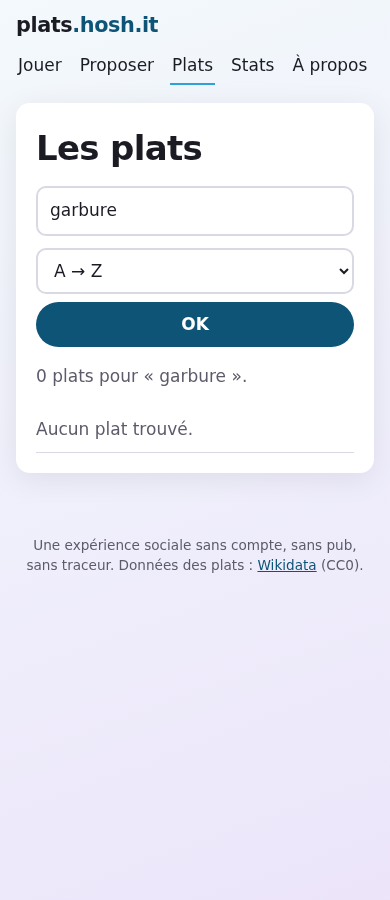 plats.hosh.it
Jouer Proposer Plats Stats À propos
Les plats
garbure
A → Z
OK
0 plats pour « garbure ».
Aucun plat trouvé.
Une expérience sociale sans compte, sans pub,
sans traceur. Données des plats : Wikidata (CC0).